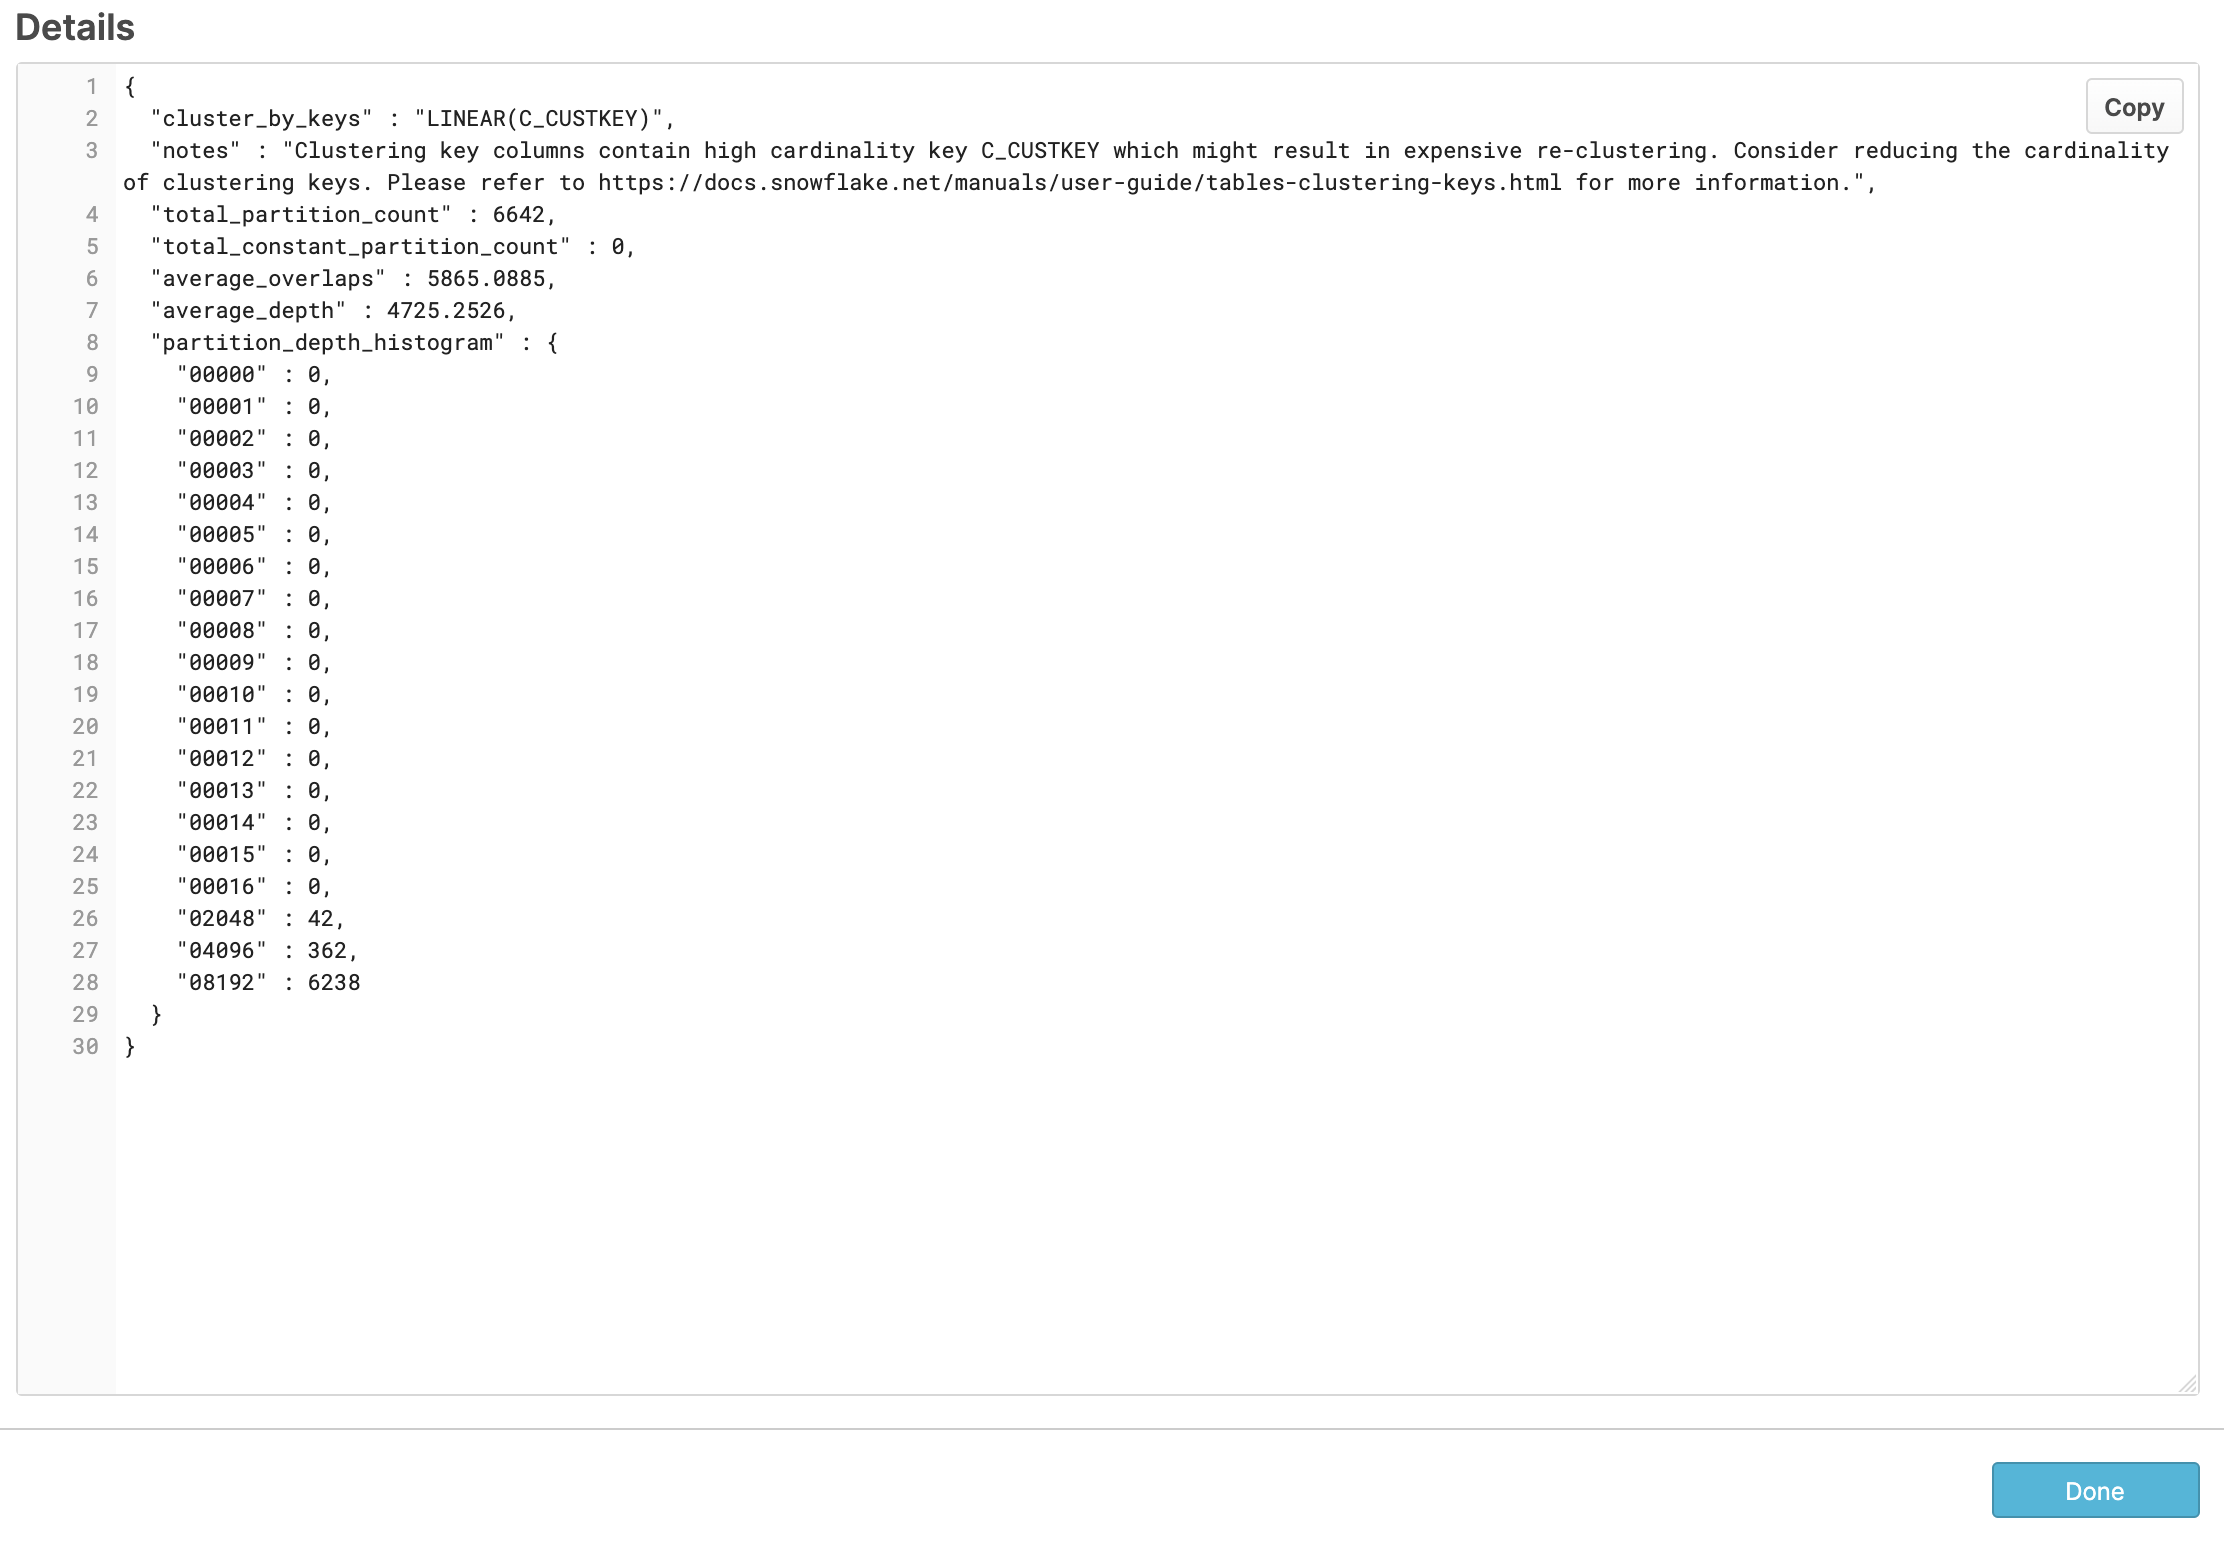 Details
Copy
1 {
2   "cluster_by_keys" : "LINEAR(C_CUSTKEY)",
3   "notes" : "Clustering key columns contain high cardinality key C_CUSTKEY which might result in expensive re-clustering. Consider reducing the cardinality
of clustering keys. Please refer to https://docs.snowflake.net/manuals/user-guide/tables-clustering-keys.html for more information.",
4   "total_partition_count" : 6642,
5   "total_constant_partition_count" : 0,
6   "average_overlaps" : 5865.0885,
7   "average_depth" : 4725.2526,
8   "partition_depth_histogram" : {
9     "00000" : 0,
10     "00001" : 0,
11     "00002" : 0,
12     "00003" : 0,
13     "00004" : 0,
14     "00005" : 0,
15     "00006" : 0,
16     "00007" : 0,
17     "00008" : 0,
18     "00009" : 0,
19     "00010" : 0,
20     "00011" : 0,
21     "00012" : 0,
22     "00013" : 0,
23     "00014" : 0,
24     "00015" : 0,
25     "00016" : 0,
26     "02048" : 42,
27     "04096" : 362,
28     "08192" : 6238
29   }
30 }
Done